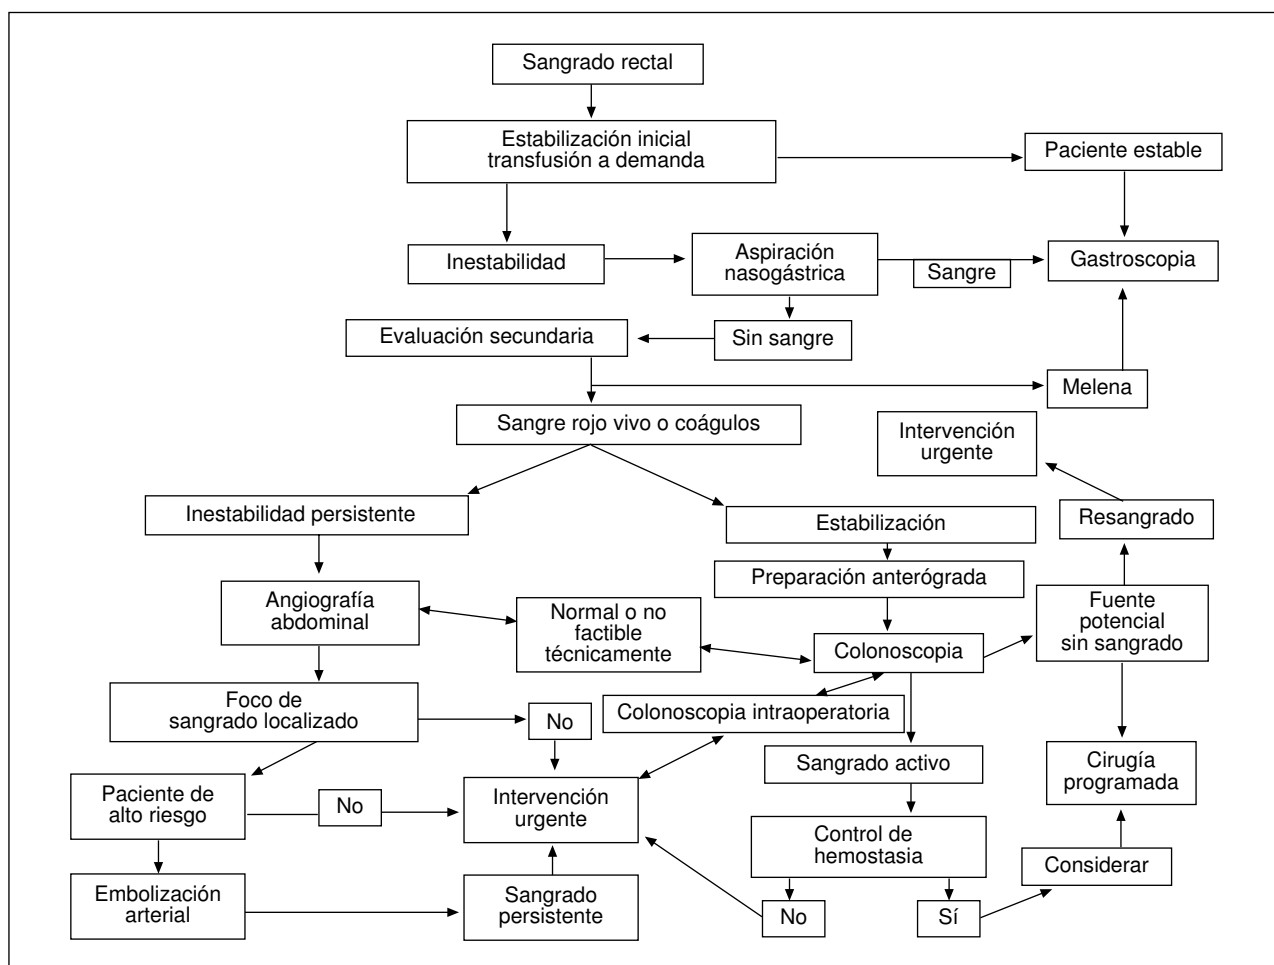 Sangrado rectal
Estabilización inicial
transfusión a demanda
Paciente estable
Inestabilidad
Aspiración
nasogástrica
Sangre
Gastroscopia
Evaluación secundaria
Sin sangre
Melena
Sangre rojo vivo o coágulos
Intervención
urgente
Inestabilidad persistente
Estabilización
Resangrado
Preparación anterógrada
Angiografía
abdominal
Normal o no
factible
técnicamente
Colonoscopia
Fuente
potencial
sin sangrado
Foco de
sangrado localizado
No
Colonoscopia intraoperatoria
Sangrado activo
Cirugía
programada
Paciente de
alto riesgo
No
Intervención
urgente
Control de
hemostasia
Considerar
Embolización
arterial
Sangrado
persistente
No
Sí